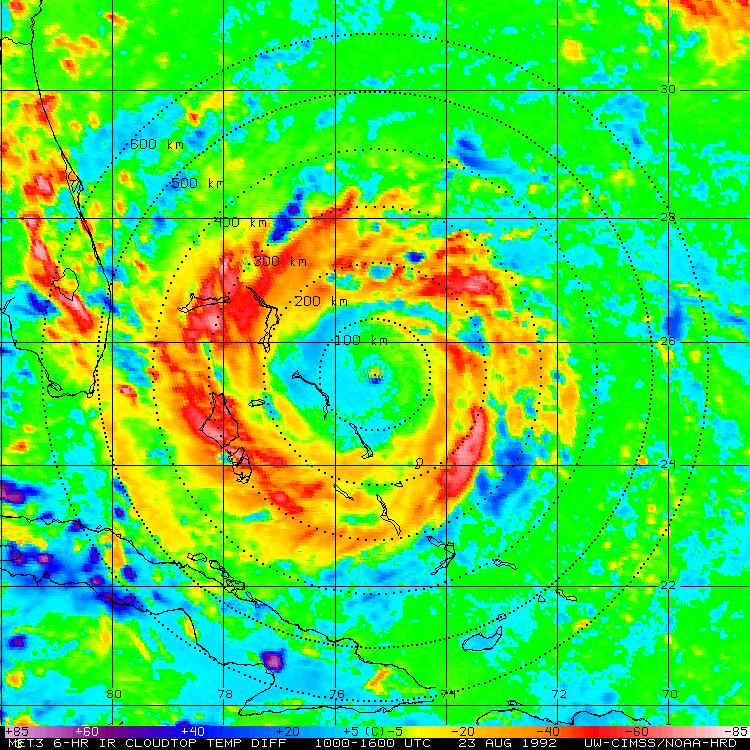 30
600 km
500 km
28
400 km
300 km
200 km
100 km
26
24
22
80 78 76 74 72 70
+85 +60 +40 +20 +5 (C) -5 -20 -40 -60 -85
MET3 6-HR IR CLOUDTOP TEMP DIFF 1000-1600 UTC 23 AUG 1992 UW-CIMSS/NOAA-HRD